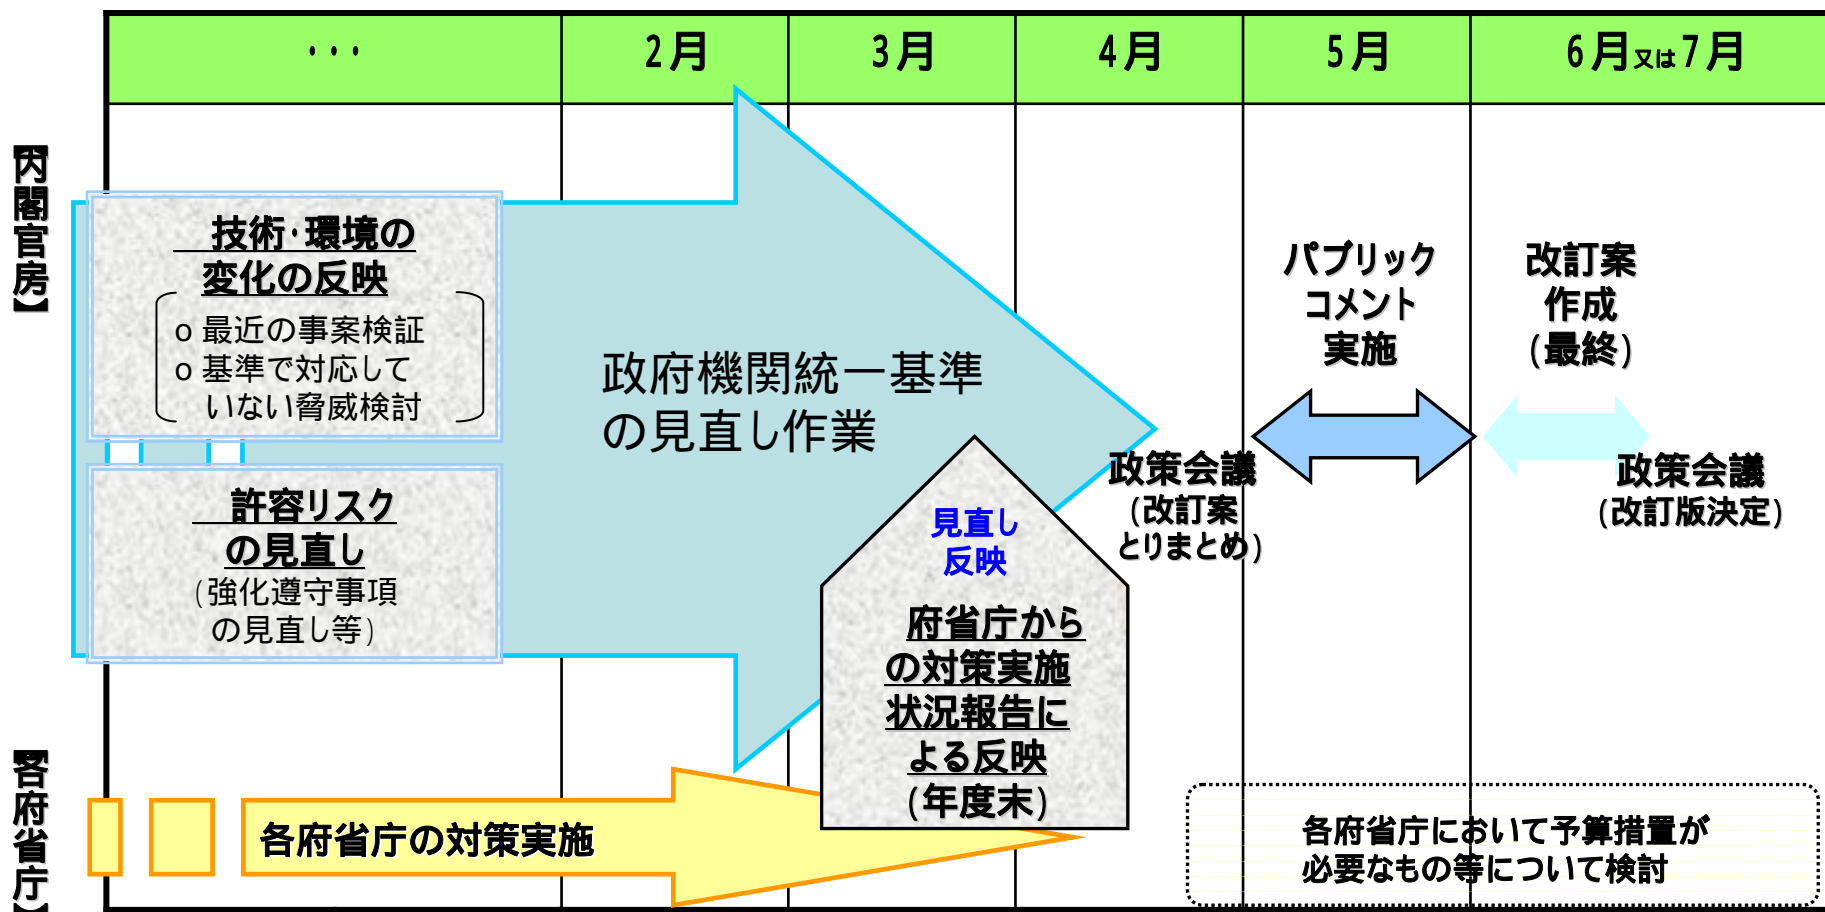 ･･･
2月
3月
4月
5月
6月又は7月
【内閣官房】
技術･環境の
変化の反映
o 最近の事案検証
o 基準で対応して
いない脅威検討
許容リスク
の見直し
(強化遵守事項
の見直し等)
政府機関統一基準
の見直し作業
見直し
反映
府省庁から
の対策実施
状況報告に
よる反映
(年度末)
政策会議
(改訂案
とりまとめ)
パブリック
コメント
実施
改訂案
作成
(最終)
政策会議
(改訂版決定)
【各府省庁】
各府省庁の対策実施
各府省庁において予算措置が
必要なもの等について検討